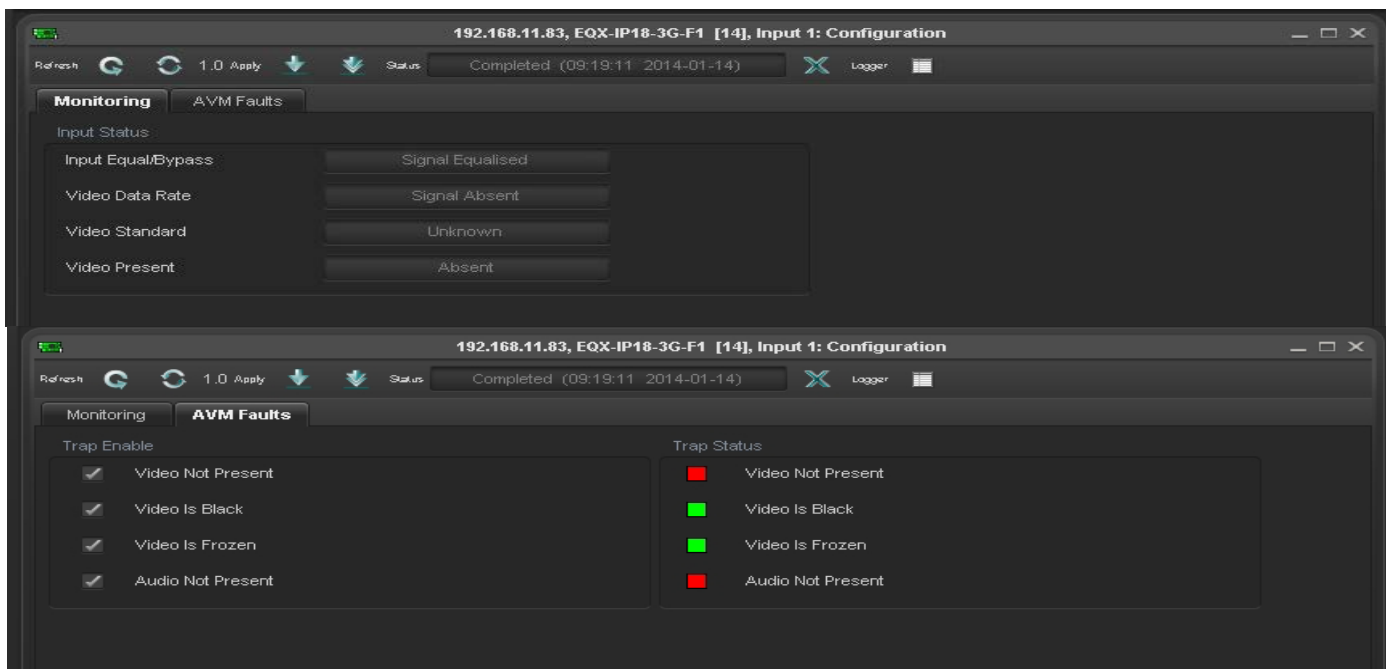 192.168.11.83, EQX-IP18-3G-F1 [14], Input 1: Configuration
Refresh 1.0 Apply Status Completed (09:19:11 2014-01-14) Logger
Monitoring AVM Faults
Input Status
Input Equal/Bypass Signal Equalised
Video Data Rate Signal Absent
Video Standard Unknown
Video Present Absent
192.168.11.83, EQX-IP18-3G-F1 [14], Input 1: Configuration
Refresh 1.0 Apply Status Completed (09:19:11 2014-01-14) Logger
Monitoring AVM Faults
Trap Enable Trap Status
Video Not Present Video Not Present
Video Is Black Video Is Black
Video Is Frozen Video Is Frozen
Audio Not Present Audio Not Present